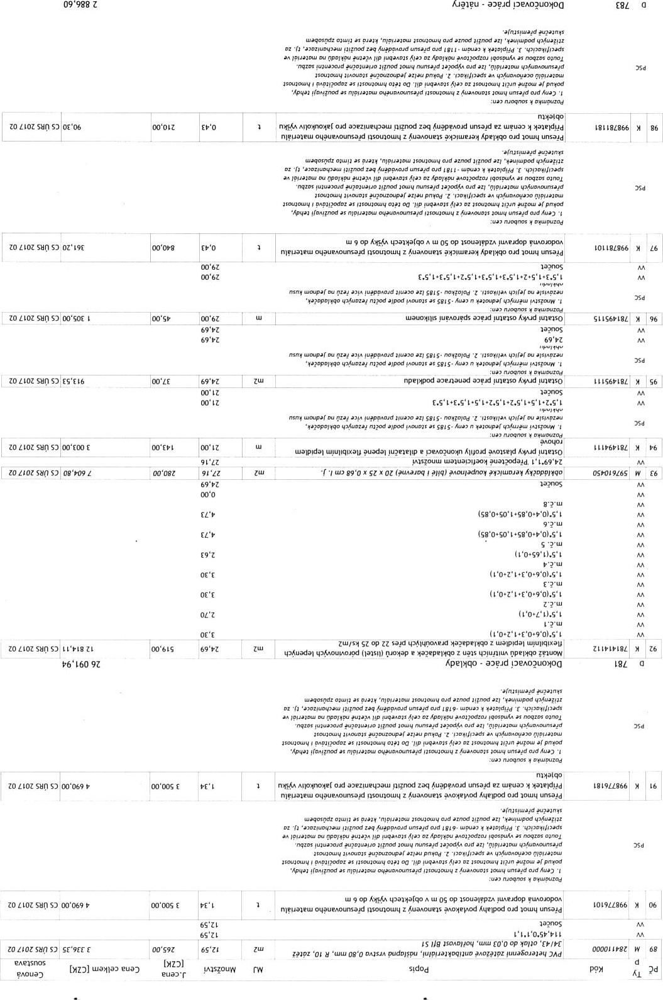 PČ Ty p Kód Popis MJ Množství J.cena [CZK] Cena celkem [CZK] Cenová soustava
89 M 284110000 PVC heterogenní zátěžové antibakteriální, nášlapná vrstva 0,80 mm, R 10, zátěž m2 12,59 265,00 3 336,35 CS ÚRS 2017 02
34/43, otlak do 0,03 mm, hořlavost Bfl S1
VV 114,45*0,1*1,1 12,59
VV Součet 12,59
90 K 998776101 Přesun hmot pro podlahy povlakové stanovený z hmotnosti přesunovaného materiálu t 1,34 3 500,00 4 690,00 CS ÚRS 2017 02
vodorovná dopravní vzdálenost do 50 m v objektech výšky do 6 m
Poznámka k souboru cen:
1. Ceny pro přesun hmot stanovený z hmotnosti přesunovaného materiálu se používají tehdy,
pokud je možné určit hmotnost za celý stavební díl. Do této hmotnosti se započítává i hmotnost
materiálů oceňovaných ve specifikaci. 2. Pokud nelze jednoznačně stanovit hmotnost
PSC přesunovaných materiálů, lze pro výpočet přesunu hmot použít orientačně procentní sazbu.
Touto sazbou se vynásobí rozpočtové náklady za celý stavební díl včetně nákladů na materiál ve
specifikacích. 3. Příplatek k cenám -6181 pro přesun prováděný bez použití mechanizace, tj. za
ztížených podmínek, lze použít pouze pro hmotnost materiálu, která se tímto způsobem
skutečně přemísťuje.
91 K 998776181 Přesun hmot pro podlahy povlakové stanovený z hmotnosti přesunovaného materiálu t 1,34 3 500,00 4 690,00 CS ÚRS 2017 02
Příplatek k cenám za přesun prováděný bez použití mechanizace pro jakoukoliv výšku
objektu
Poznámka k souboru cen:
1. Ceny pro přesun hmot stanovený z hmotnosti přesunovaného materiálu se používají tehdy,
pokud je možné určit hmotnost za celý stavební díl. Do této hmotnosti se započítává i hmotnost
materiálů oceňovaných ve specifikaci. 2. Pokud nelze jednoznačně stanovit hmotnost
PSC přesunovaných materiálů, lze pro výpočet přesunu hmot použít orientačně procentní sazbu.
Touto sazbou se vynásobí rozpočtové náklady za celý stavební díl včetně nákladů na materiál ve
specifikacích. 3. Příplatek k cenám -6181 pro přesun prováděný bez použití mechanizace, tj. za
ztížených podmínek, lze použít pouze pro hmotnost materiálu, která se tímto způsobem
skutečně přemísťuje.
D 781 Dokončovací práce - obklady 26 091,94
92 K 781414112 Montáž obkladů vnitřních stěn z obkladaček a dekorů (listel) pórovinových lepených m2 24,69 519,00 12 814,11 CS ÚRS 2017 02
flexibilním lepidlem z obkladaček pravoúhlých přes 22 do 25 ks/m2
VV 1,5*(0,6+0,3+1,2+0,1) 3,30
VV m.č.1
VV 1,5*(1,7+0,1) 2,70
VV m.č.2
VV 1,5*(0,6+0,3+1,2+0,1) 3,30
VV m.č.3
VV 1,5*(0,6+0,3+1,2+0,1) 3,30
VV m.č.4
VV 1,5*(1,65+0,1) 2,63
VV m.č. 5
VV 1,5*(0,4+0,85+1,05+0,85) 4,73
VV m.č.6
VV 1,5*(0,4+0,85+1,05+0,85) 4,73
VV m.č.8
VV 0,00
VV Součet 24,69
93 M 597610450 obkládačky keramické koupelnové (bílé i barevné) 20 x 25 x 0,68 cm I. j. m2 27,16 280,00 7 604,80 CS ÚRS 2017 02
VV 24,69*1,1 'Přepočtené koeficientem množství 27,16
94 K 781494111 Ostatní prvky plastové profily ukončovací a dilatační lepené flexibilním lepidlem m 21,00 143,00 3 003,00 CS ÚRS 2017 02
rohové
Poznámka k souboru cen:
1. Množství měrných jednotek u ceny -5185 se stanoví podle počtu řezaných obkladaček,
PSC nezávisle na jejich velikosti. 2. Položkou -5185 lze ocenit provádění více řezů na jednom kusu
obkladu
VV 1,5*2+1,5+1,5*2+1,5*2+1,5+1,5*3+1,5*3 21,00
VV Součet 21,00
95 K 781495111 Ostatní prvky ostatní práce penetrace podkladu m2 24,69 37,00 913,53 CS ÚRS 2017 02
Poznámka k souboru cen:
1. Množství měrných jednotek u ceny -5185 se stanoví podle počtu řezaných obkladaček,
PSC nezávisle na jejich velikosti. 2. Položkou -5185 lze ocenit provádění více řezů na jednom kusu
obkladu
VV 24,69 24,69
VV Součet 24,69
96 K 781495115 Ostatní prvky ostatní práce spárování silikonem m 29,00 45,00 1 305,00 CS ÚRS 2017 02
Poznámka k souboru cen:
1. Množství měrných jednotek u ceny -5185 se stanoví podle počtu řezaných obkladaček,
PSC nezávisle na jejich velikosti. 2. Položkou -5185 lze ocenit provádění více řezů na jednom kusu
obkladu
VV 1,5*3+1,5+2+1,5*3+1,5*3+1,5*2+1,5*3+1,5*3 29,00
VV Součet 29,00
97 K 998781101 Přesun hmot pro obklady keramické stanovený z hmotnosti přesunovaného materiálu t 0,43 840,00 361,20 CS ÚRS 2017 02
vodorovná dopravní vzdálenost do 50 m v objektech výšky do 6 m
Poznámka k souboru cen:
1. Ceny pro přesun hmot stanovený z hmotnosti přesunovaného materiálu se používají tehdy,
pokud je možné určit hmotnost za celý stavební díl. Do této hmotnosti se započítává i hmotnost
materiálů oceňovaných ve specifikaci. 2. Pokud nelze jednoznačně stanovit hmotnost
PSC přesunovaných materiálů, lze pro výpočet přesunu hmot použít orientačně procentní sazbu.
Touto sazbou se vynásobí rozpočtové náklady za celý stavební díl včetně nákladů na materiál ve
specifikacích. 3. Příplatek k cenám -1181 pro přesun prováděný bez použití mechanizace, tj. za
ztížených podmínek, lze použít pouze pro hmotnost materiálu, která se tímto způsobem
skutečně přemísťuje.
98 K 998781181 Přesun hmot pro obklady keramické stanovený z hmotnosti přesunovaného materiálu t 0,43 210,00 90,30 CS ÚRS 2017 02
Příplatek k cenám za přesun prováděný bez použití mechanizace pro jakoukoliv výšku
objektu
Poznámka k souboru cen:
1. Ceny pro přesun hmot stanovený z hmotnosti přesunovaného materiálu se používají tehdy,
pokud je možné určit hmotnost za celý stavební díl. Do této hmotnosti se započítává i hmotnost
materiálů oceňovaných ve specifikaci. 2. Pokud nelze jednoznačně stanovit hmotnost
PSC přesunovaných materiálů, lze pro výpočet přesunu hmot použít orientačně procentní sazbu.
Touto sazbou se vynásobí rozpočtové náklady za celý stavební díl včetně nákladů na materiál ve
specifikacích. 3. Příplatek k cenám -1181 pro přesun prováděný bez použití mechanizace, tj. za
ztížených podmínek, lze použít pouze pro hmotnost materiálu, která se tímto způsobem
skutečně přemísťuje.
D 783 Dokončovací práce - nátěry 2 886,60